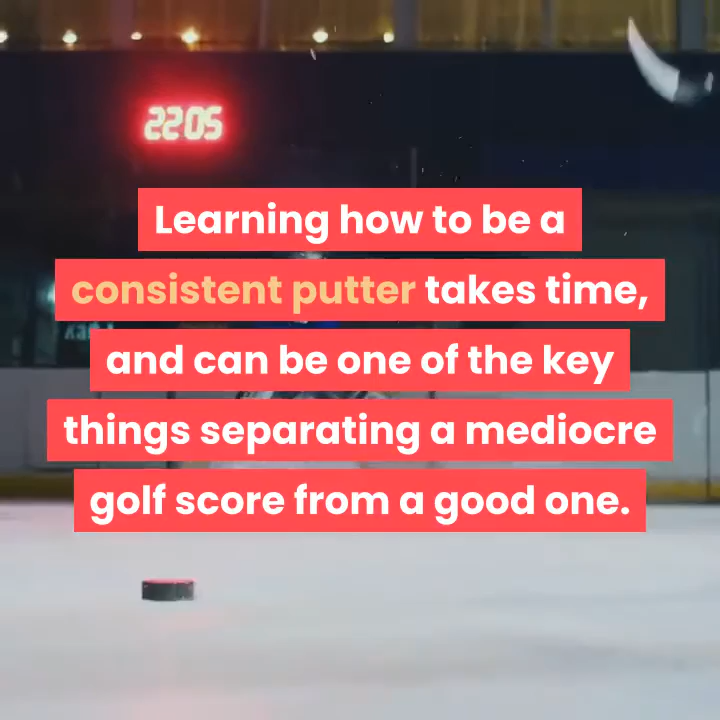 2205
Learning how to be a
consistent putter takes time,
and can be one of the key
things separating a mediocre
golf score from a good one.